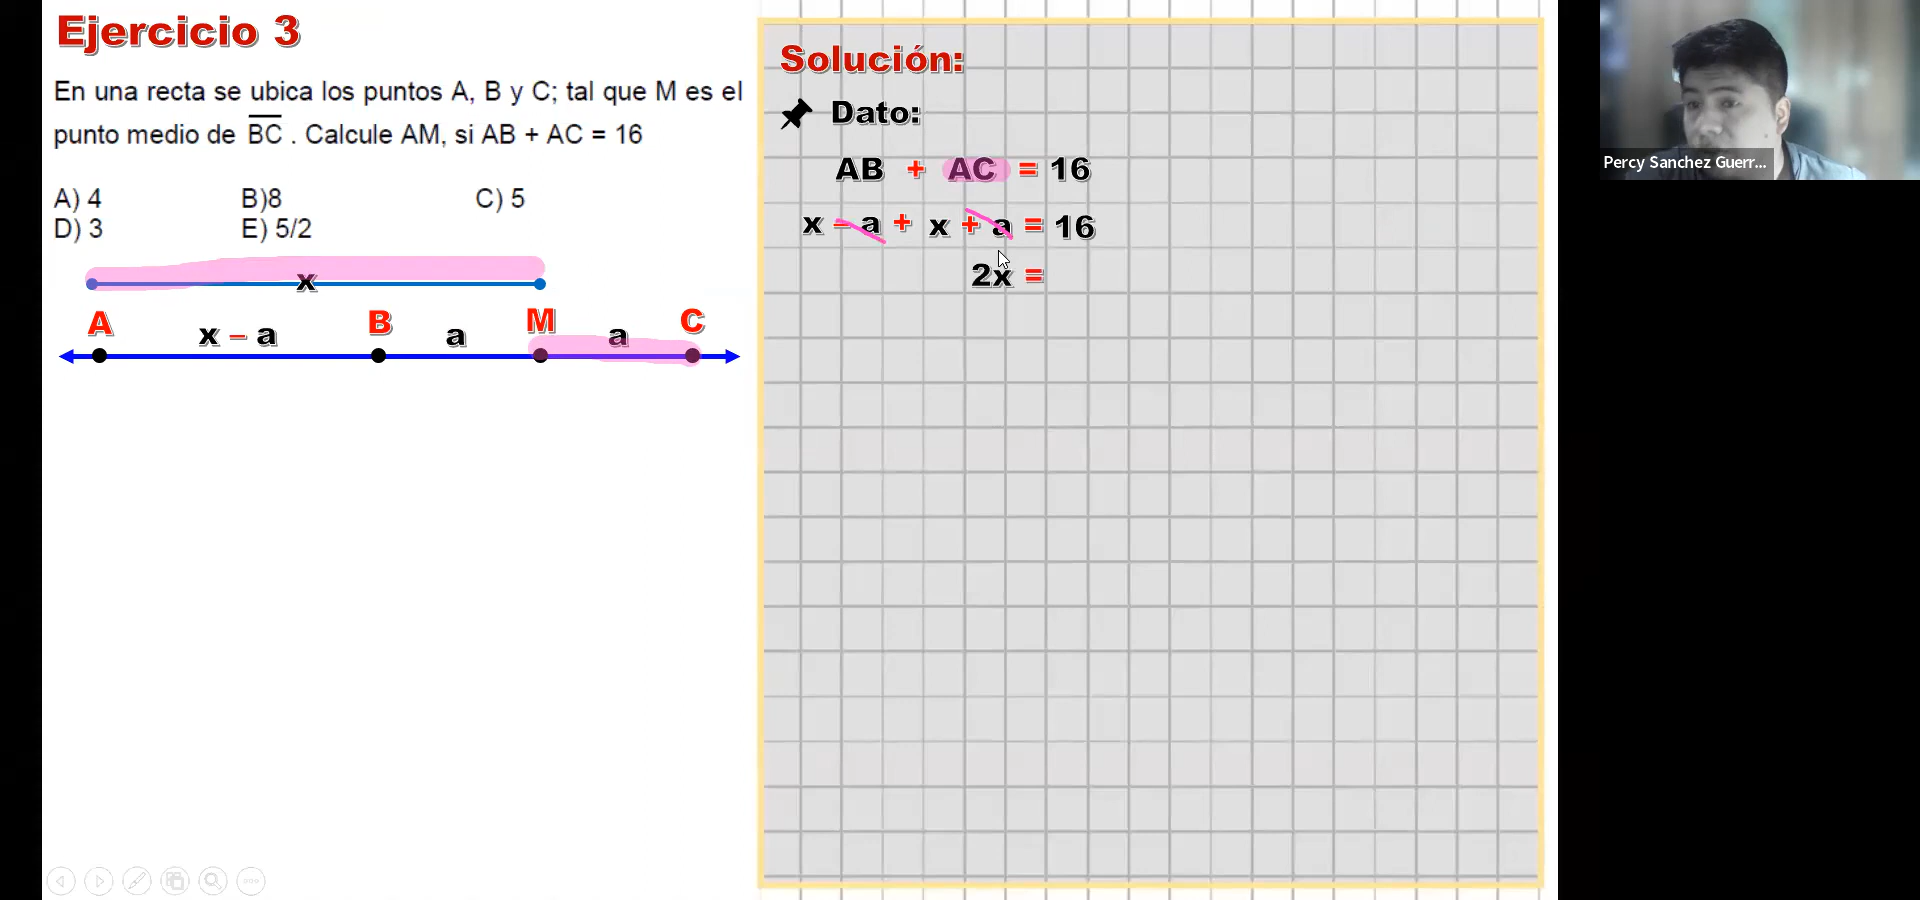 Ejercicio 3
En una recta se ubica los puntos A, B y C; tal que M es el
punto medio de BC . Calcule AM, si AB + AC = 16
A) 4 B)8 C) 5
D) 3 E) 5/2
x
A B M C
x – a a a
Solución:
Dato:
AB + AC = 16
x – a + x + a = 16
2x =
Percy Sanchez Guerr...